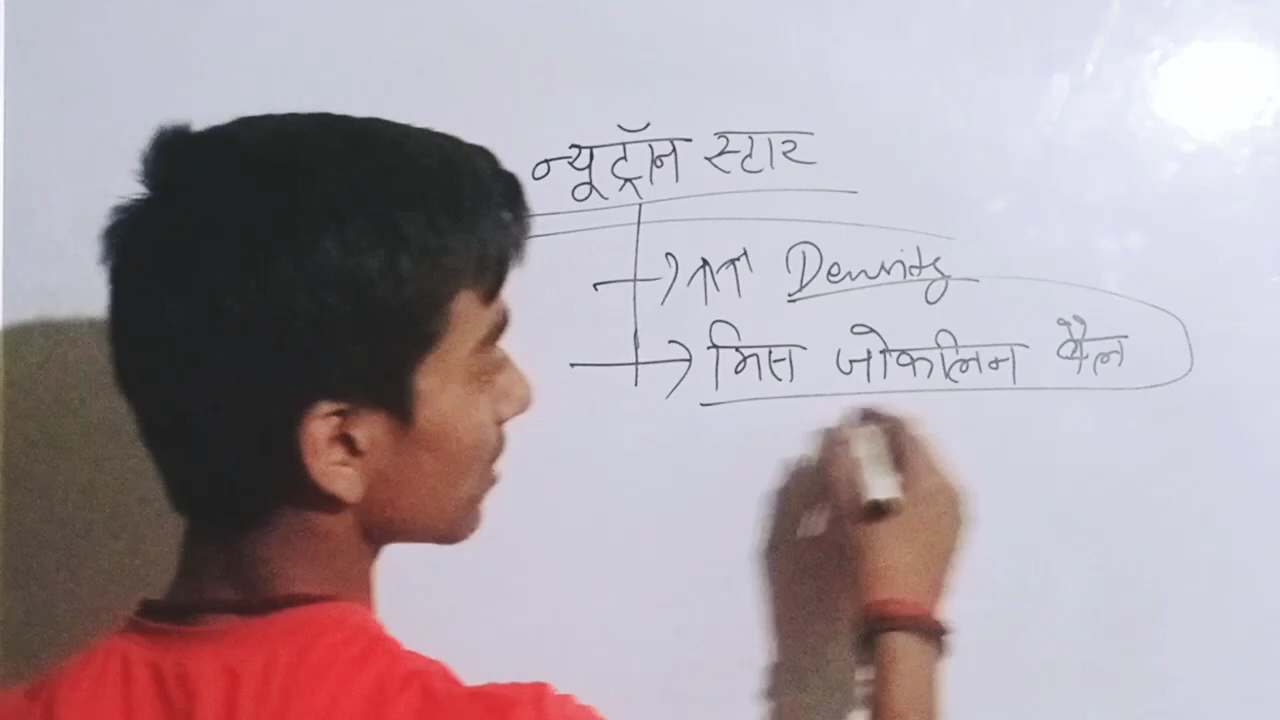 न्यूट्रॉन स्टार
→ ↑↑↑ Density
→ मिस जोकलिन बैल